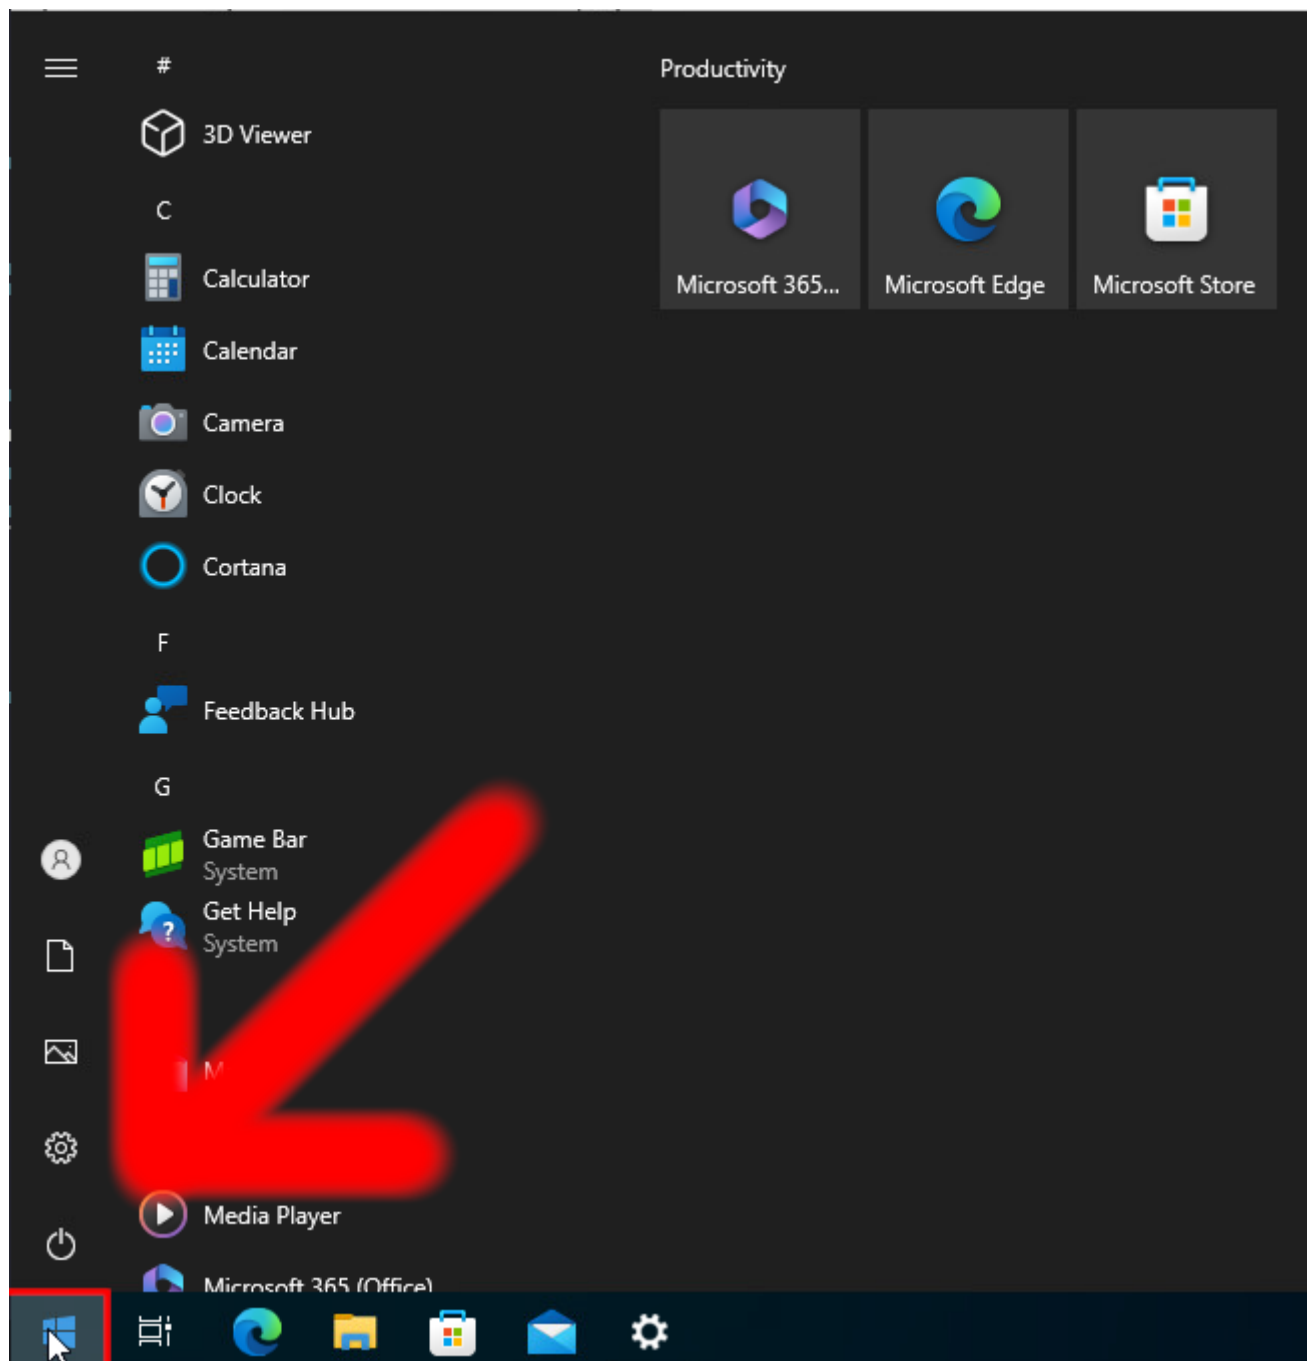 #
3D Viewer
C
Calculator
Calendar
Camera
Clock
Cortana
F
Feedback Hub
G
Game Bar
System
Get Help
System
M
Media Player
Microsoft 365 (Office)
Productivity
Microsoft 365...
Microsoft Edge
Microsoft Store